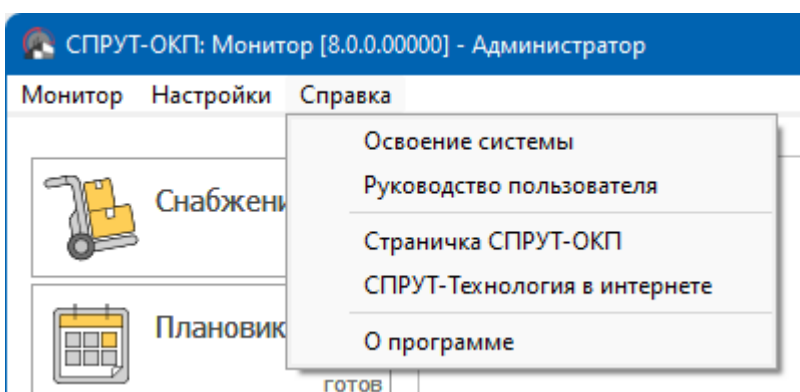 СПРУТ-ОКП: Монитор [8.0.0.00000] - Администратор
Монитор Настройки Справка
Освоение системы
Руководство пользователя
Страничка СПРУТ-ОКП
СПРУТ-Технология в интернете
О программе
Снабжени
Плановик
готов